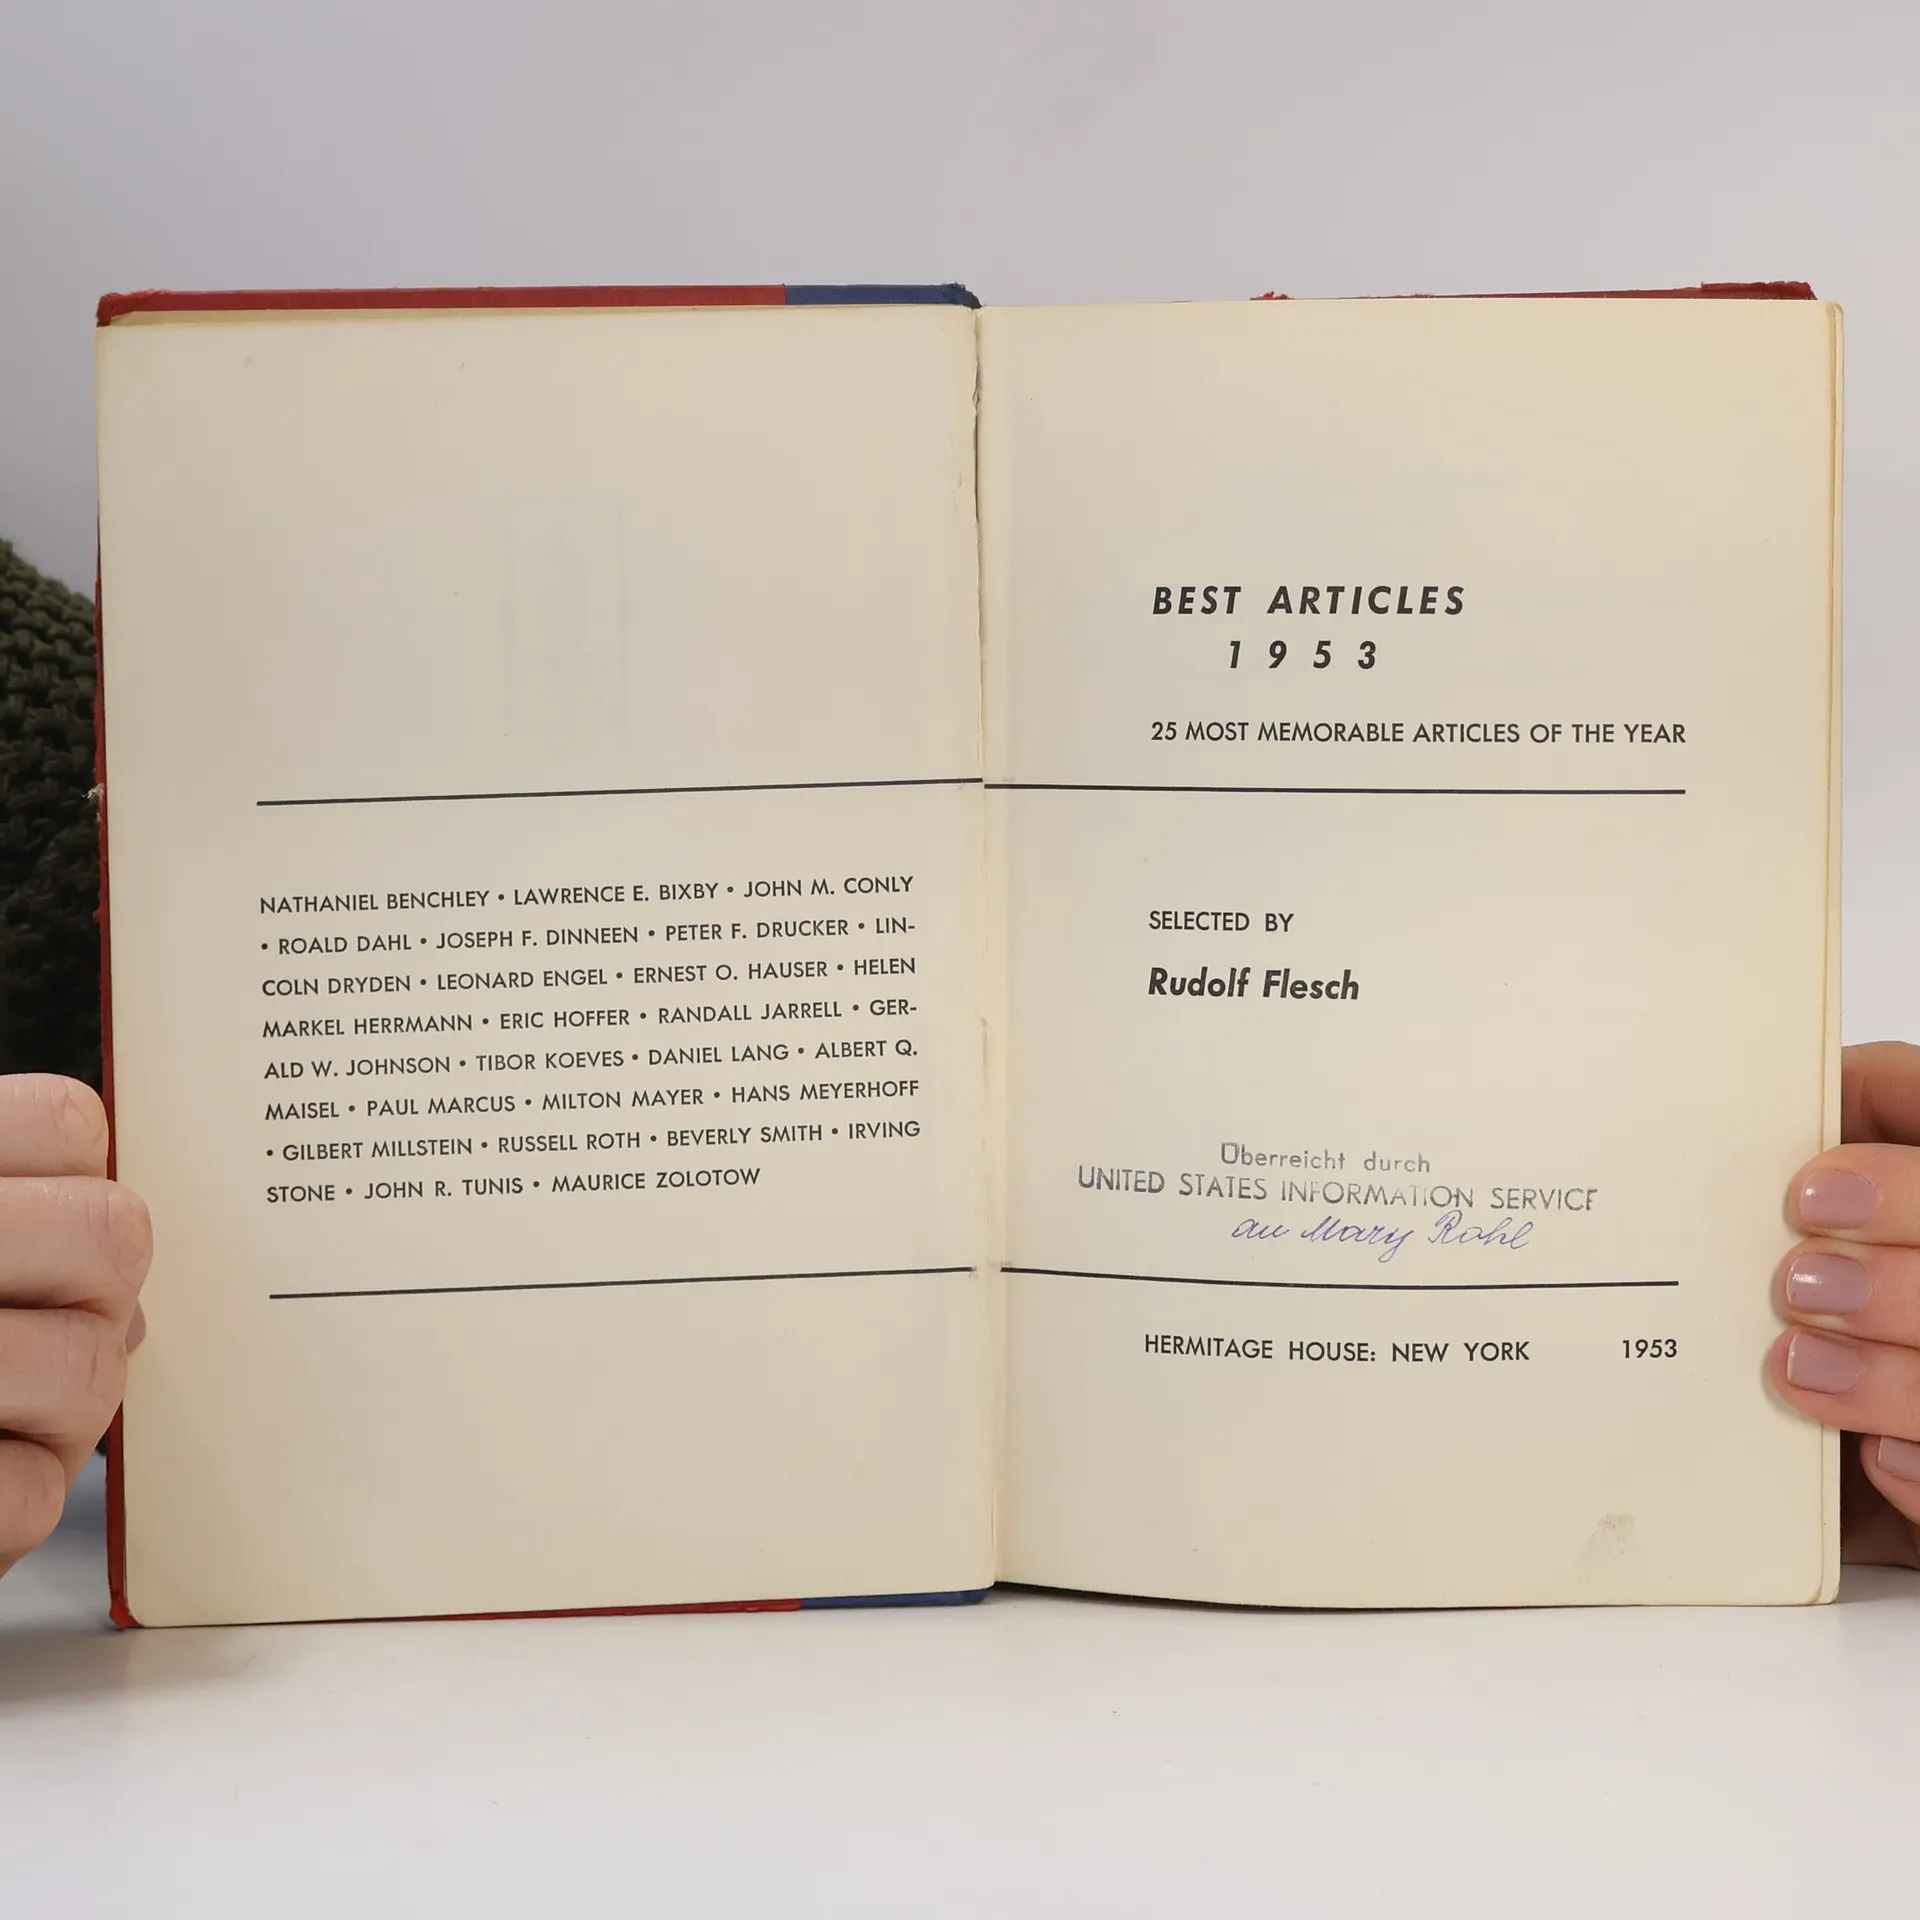 NATHANIEL BENCHLEY • LAWRENCE E. BIXBY • JOHN M. CONLY
• ROALD DAHL • JOSEPH F. DINNEEN • PETER F. DRUCKER • LIN-
COLN DRYDEN • LEONARD ENGEL • ERNEST O. HAUSER • HELEN
MARKEL HERRMANN • ERIC HOFFER • RANDALL JARRELL • GER-
ALD W. JOHNSON • TIBOR KOEVES • DANIEL LANG • ALBERT Q.
MAISEL • PAUL MARCUS • MILTON MAYER • HANS MEYERHOFF
• GILBERT MILLSTEIN • RUSSELL ROTH • BEVERLY SMITH • IRVING
STONE • JOHN R. TUNIS • MAURICE ZOLOTOW
BEST ARTICLES
1953
25 MOST MEMORABLE ARTICLES OF THE YEAR
SELECTED BY
Rudolf Flesch
Überreicht durch
UNITED STATES INFORMATION SERVICE
an Mary Rohl
HERMITAGE HOUSE: NEW YORK 1953